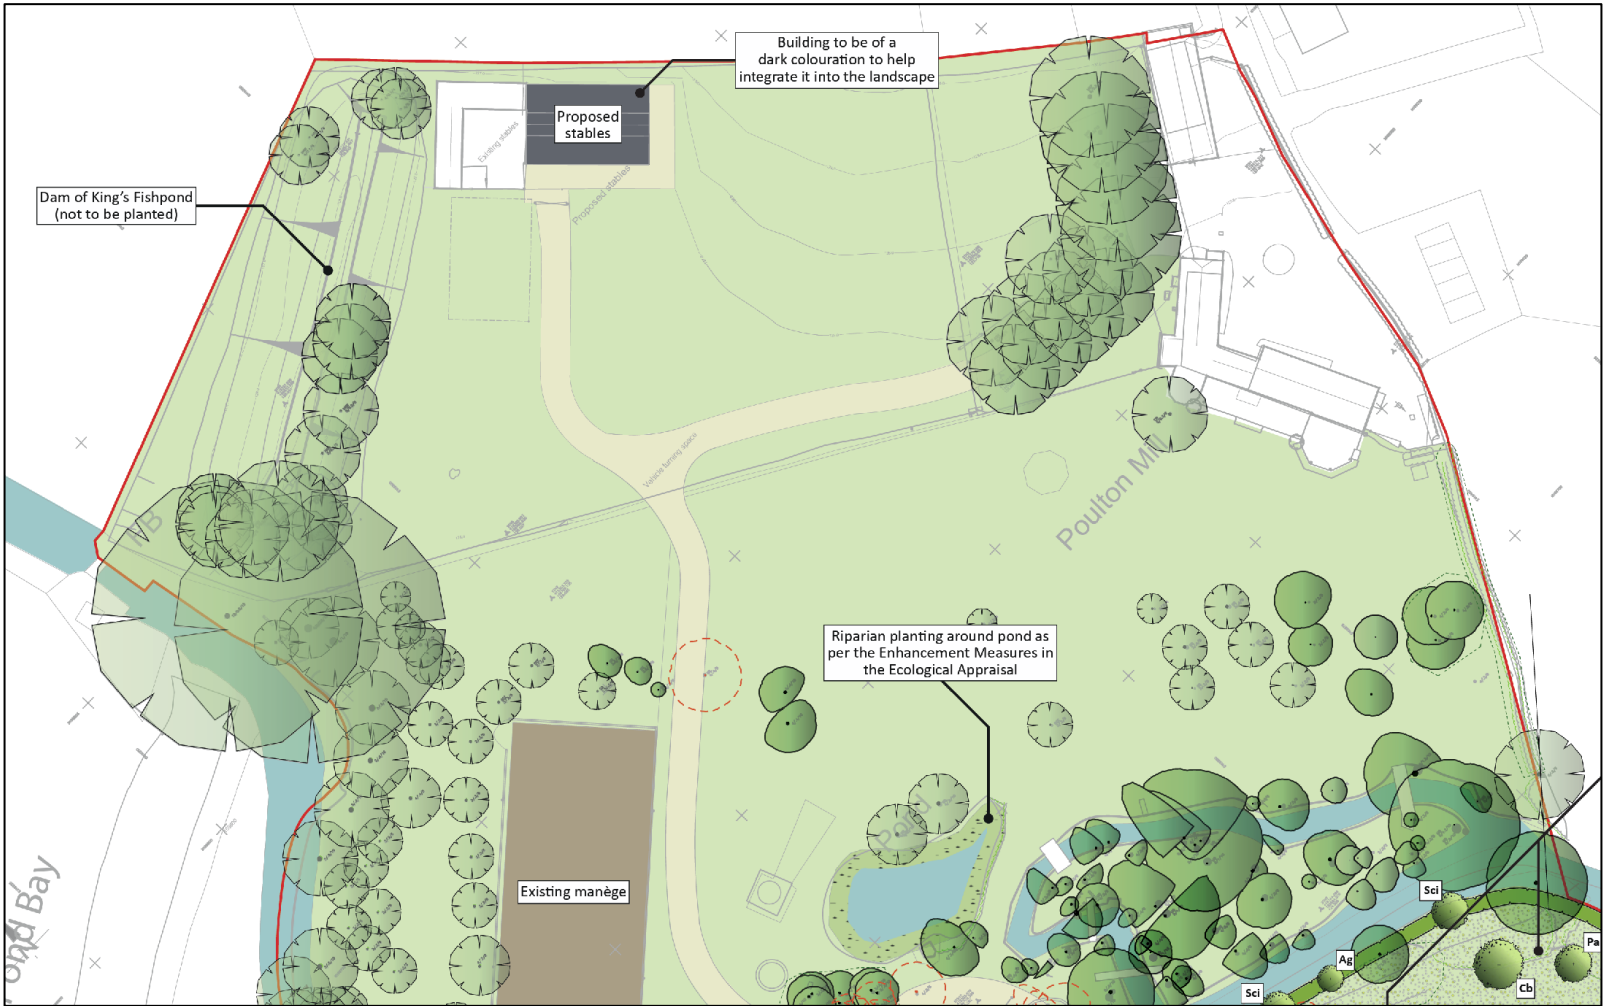 Building to be of a
dark colouration to help
integrate it into the landscape
Proposed
stables
Existing stables
Proposed stables
Dam of King's Fishpond
(not to be planted)
Vehicle turning space
Poulton Mill
Riparian planting around pond as
per the Enhancement Measures in
the Ecological Appraisal
Pond
Existing manège
ond Bay
Sci
Ag
Sci
Cb
Pa